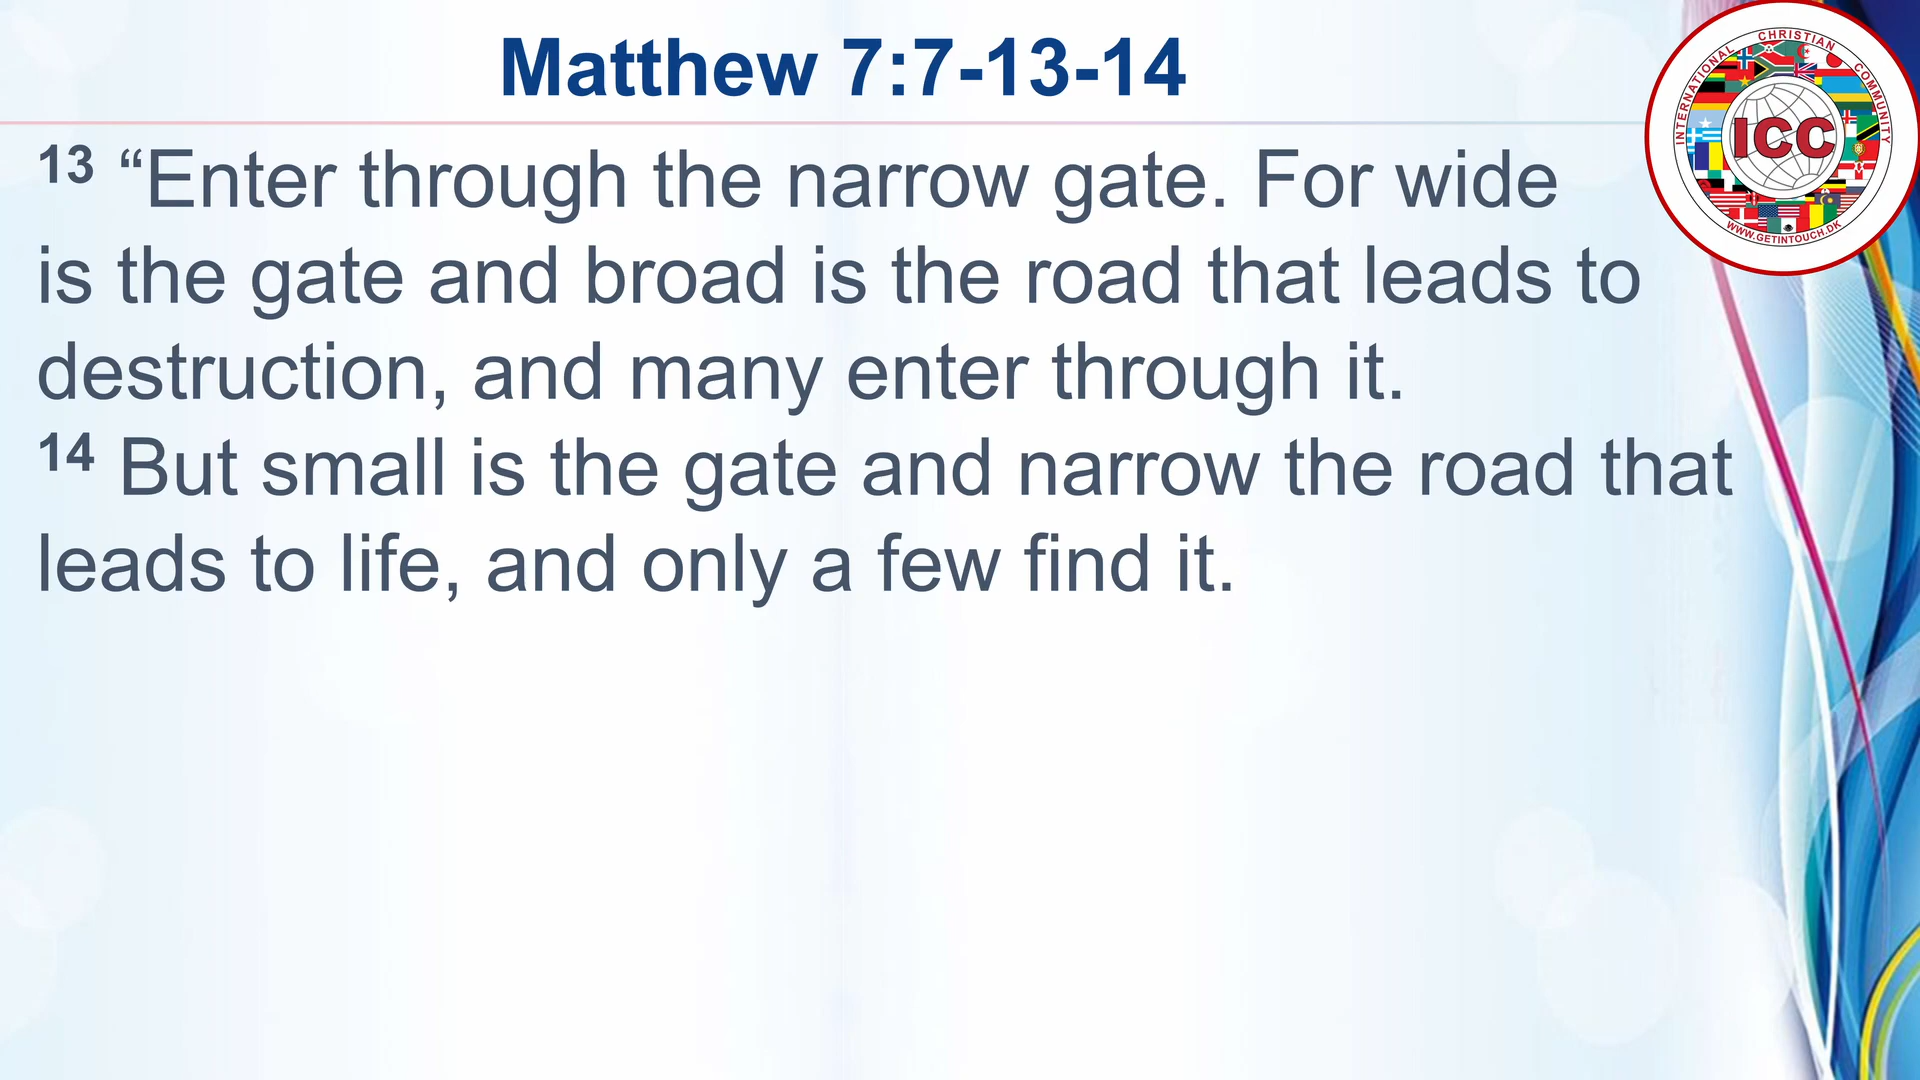 Matthew 7:7-13-14
INTERNATIONAL CHRISTIAN COMMUNITY
ICC
WWW.GETINTOUCH.DK
13 “Enter through the narrow gate. For wide
is the gate and broad is the road that leads to
destruction, and many enter through it.
14 But small is the gate and narrow the road that
leads to life, and only a few find it.